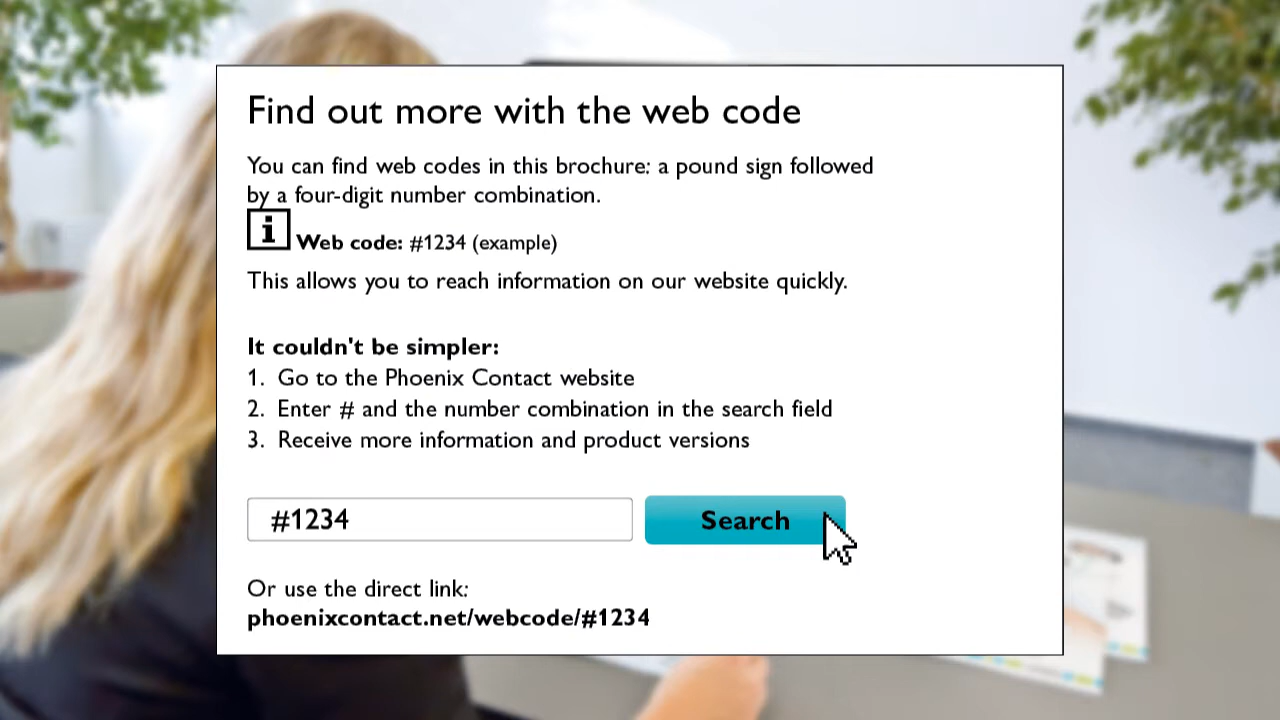 Find out more with the web code
You can find web codes in this brochure: a pound sign followed
by a four-digit number combination.
i Web code: #1234 (example)
This allows you to reach information on our website quickly.
It couldn't be simpler:
1. Go to the Phoenix Contact website
2. Enter # and the number combination in the search field
3. Receive more information and product versions
#1234 Search
Or use the direct link:
phoenixcontact.net/webcode/#1234